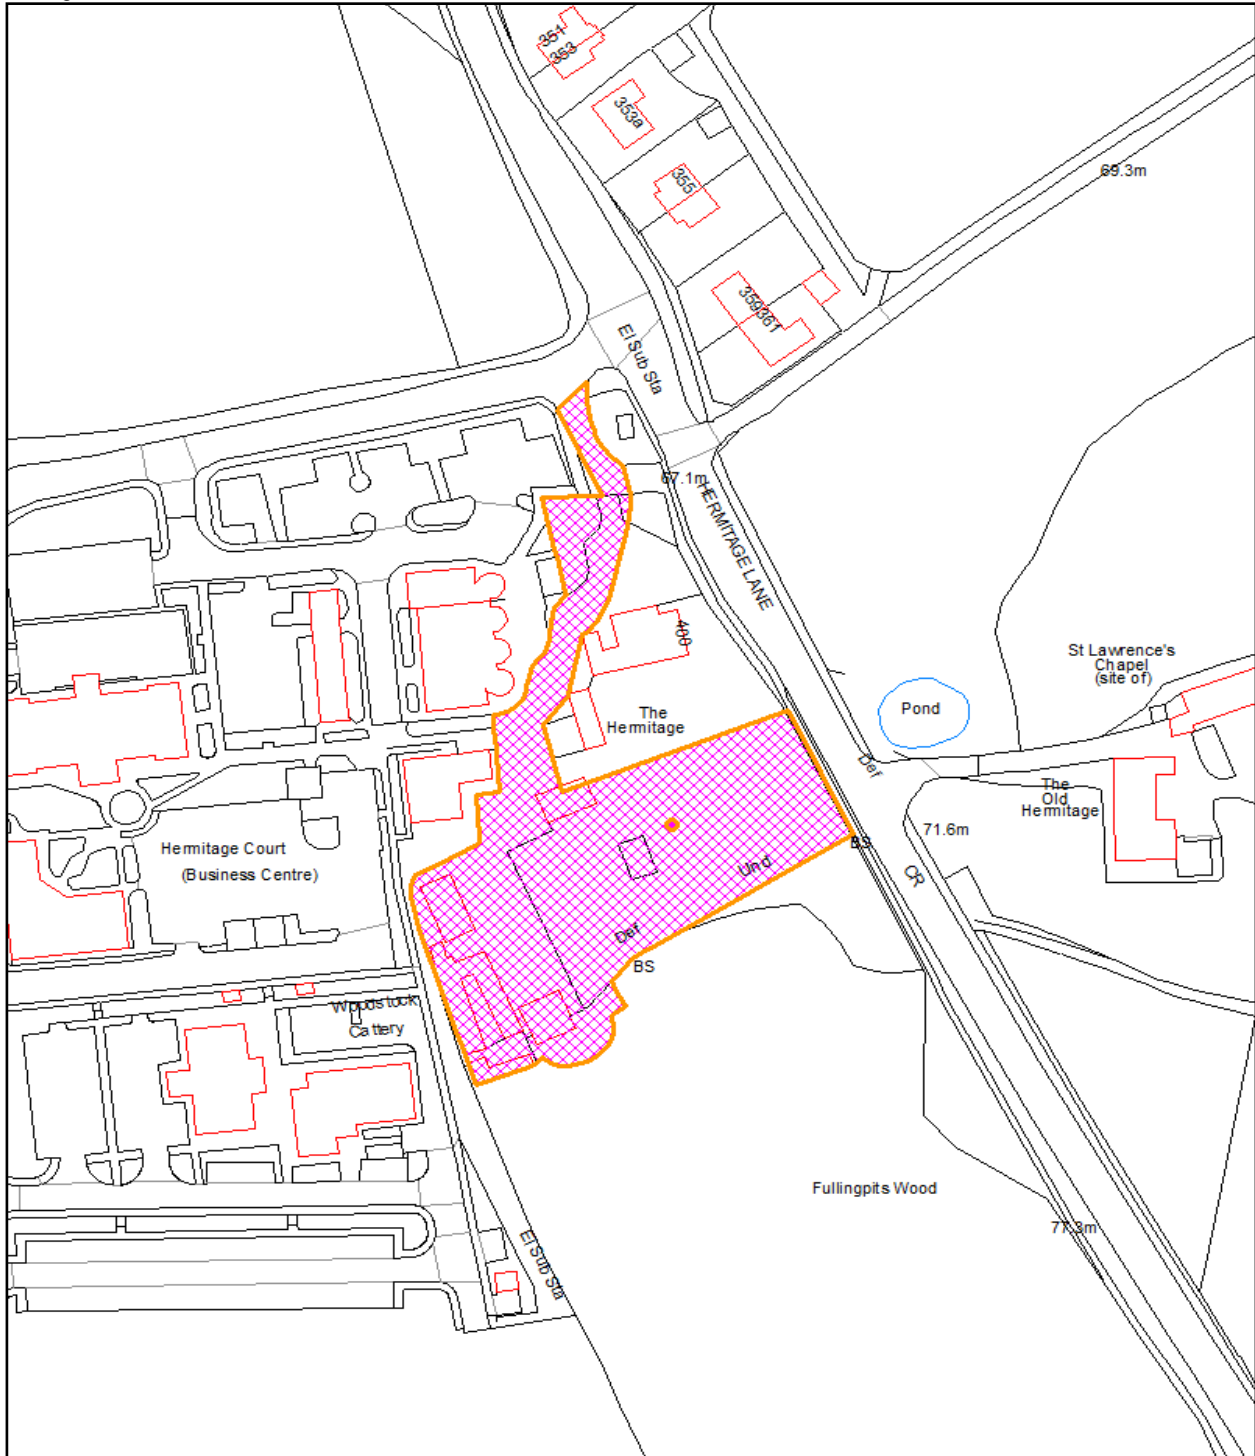 351
353
353a
355
69.3m
359361
El Sub Sta
67.1m
HERMITAGE LANE
400
St Lawrence's
Chapel
(site of)
The
Hermitage
Pond
Def
The
Old
Hermitage
71.6m
BS
Hermitage Court
(Business Centre)
Und
CR
Def
BS
Woodstock
Cattery
Fullingpits Wood
77.3m
El Sub Sta